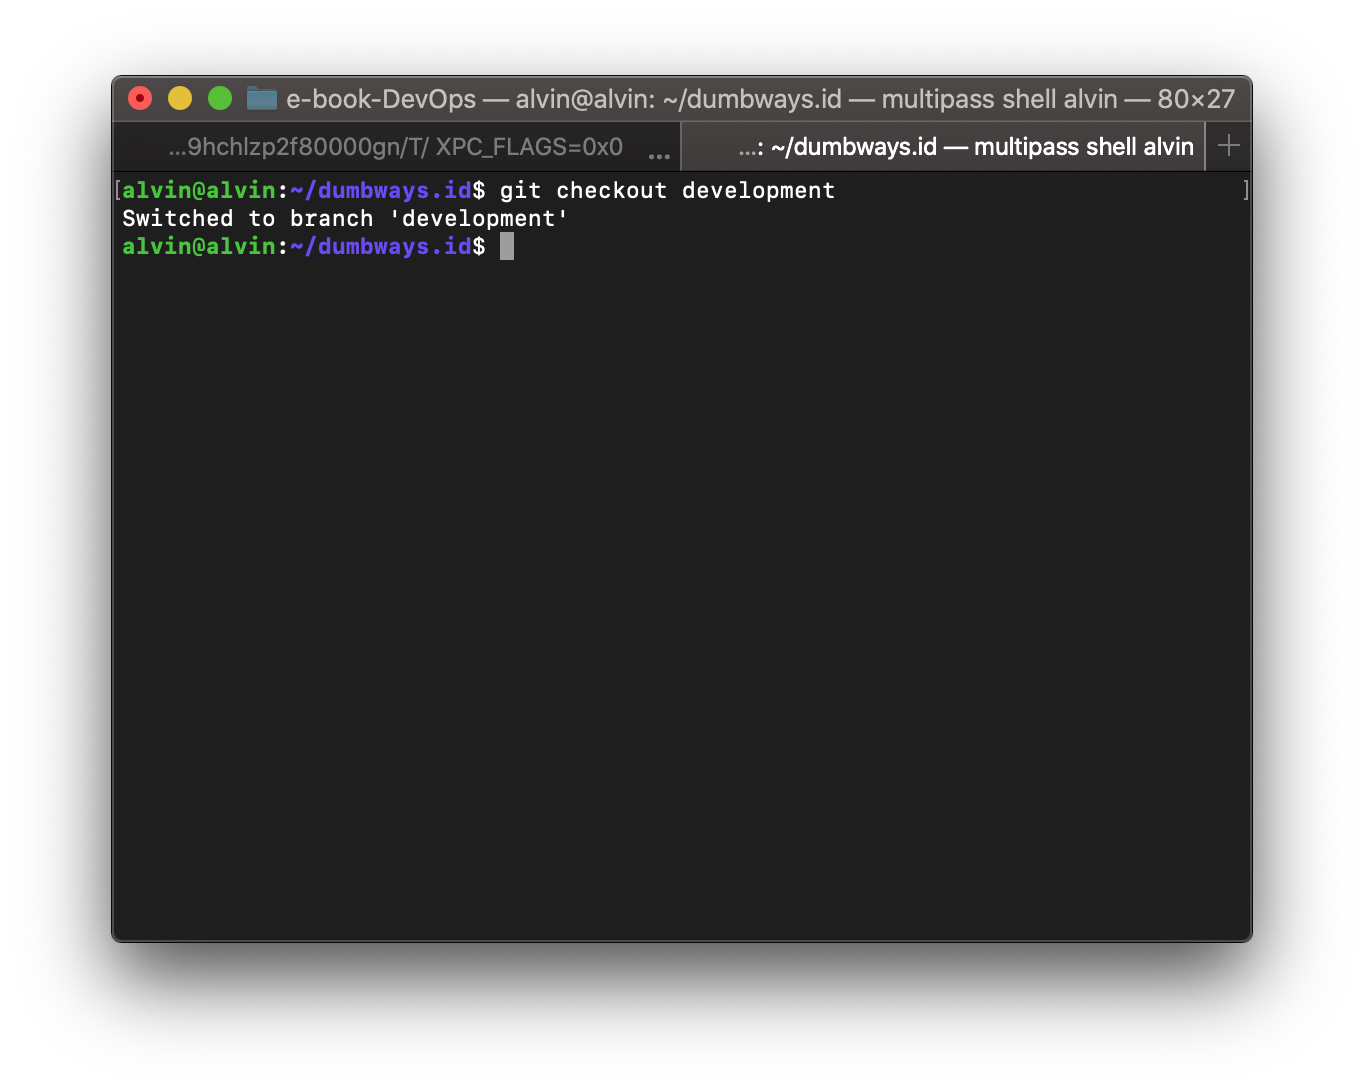 e-book-DevOps — alvin@alvin: ~/dumbways.id — multipass shell alvin — 80×27
...9hchlzp2f80000gn/T/ XPC_FLAGS=0x0 ...
...: ~/dumbways.id — multipass shell alvin +
[alvin@alvin:~/dumbways.id$ git checkout development ]
Switched to branch 'development'
alvin@alvin:~/dumbways.id$